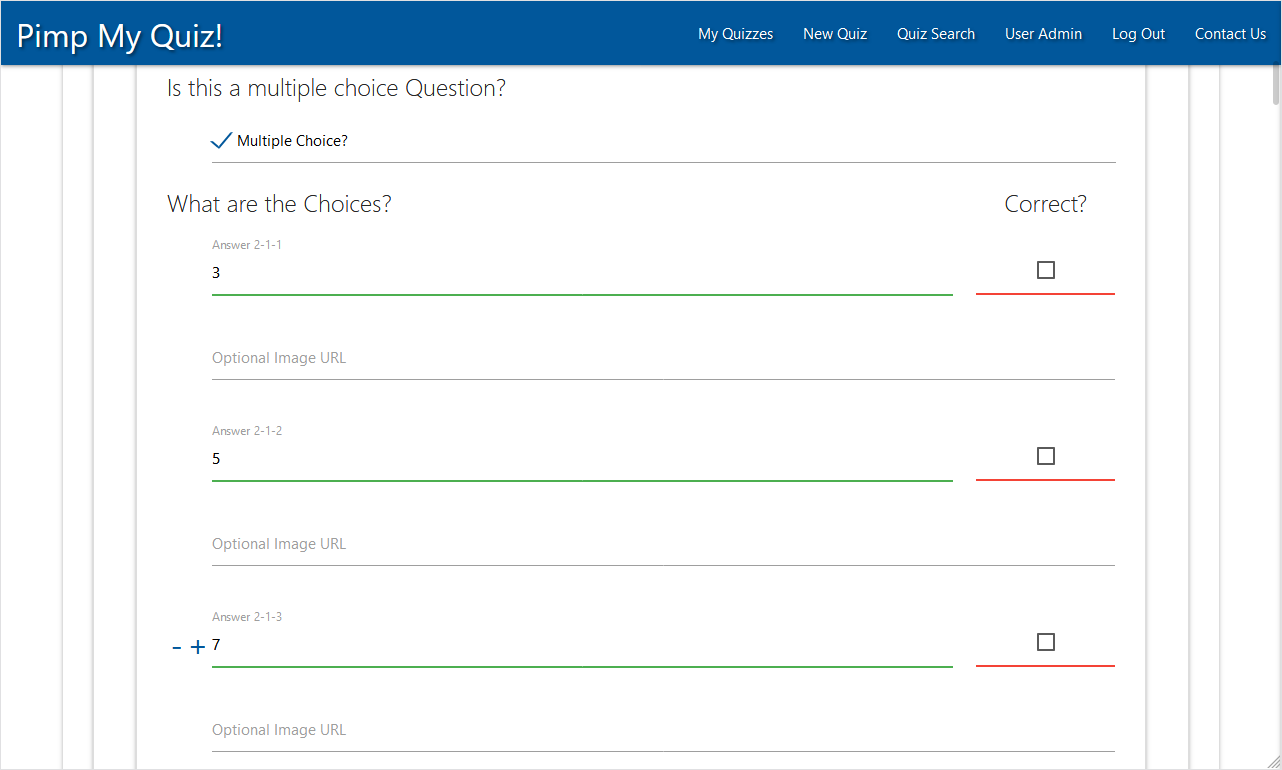 Pimp My Quiz!
My Quizzes New Quiz Quiz Search User Admin Log Out Contact Us
Is this a multiple choice Question?
Multiple Choice?
What are the Choices? Correct?
Answer 2-1-1
3
Optional Image URL
Answer 2-1-2
5
Optional Image URL
Answer 2-1-3
- + 7
Optional Image URL